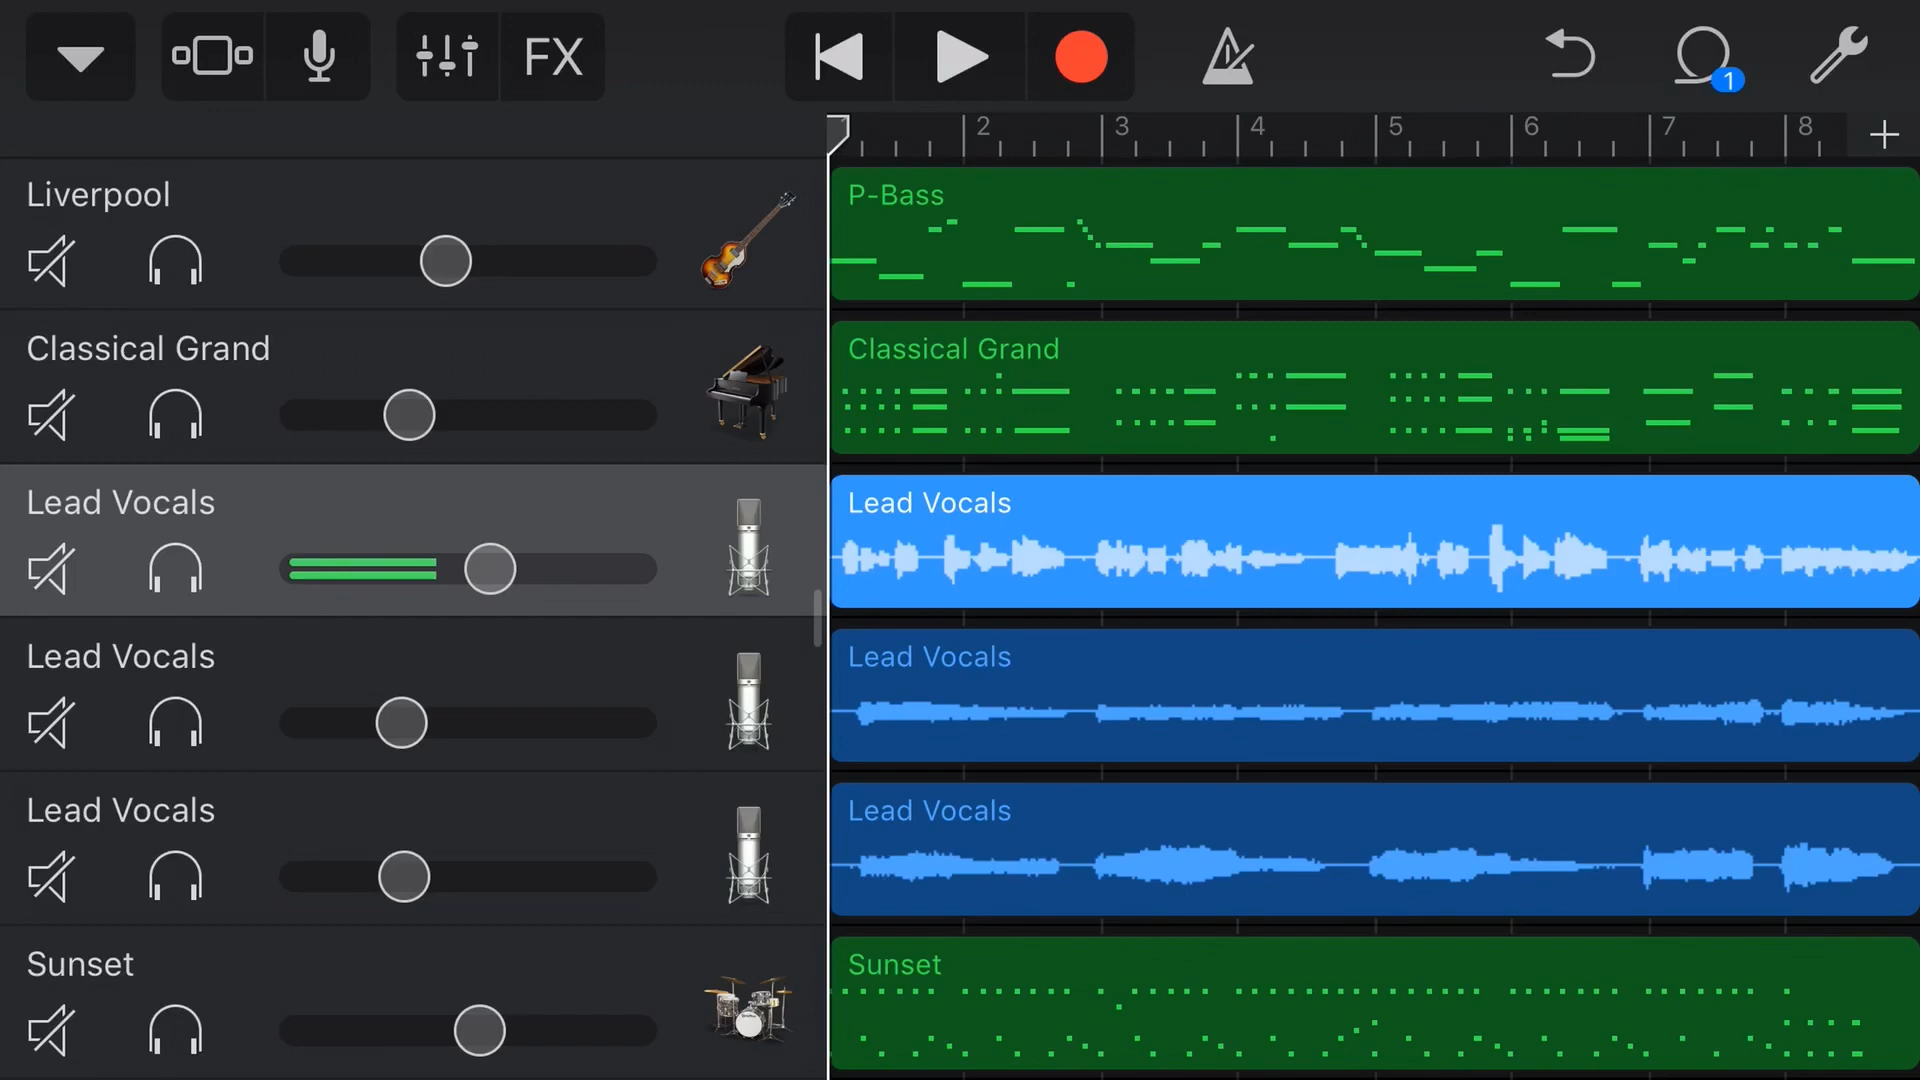 FX
1
2
3
4
5
6
7
8
+
Liverpool
P-Bass
Classical Grand
Classical Grand
Lead Vocals
Lead Vocals
Lead Vocals
Lead Vocals
Lead Vocals
Lead Vocals
Sunset
Sunset